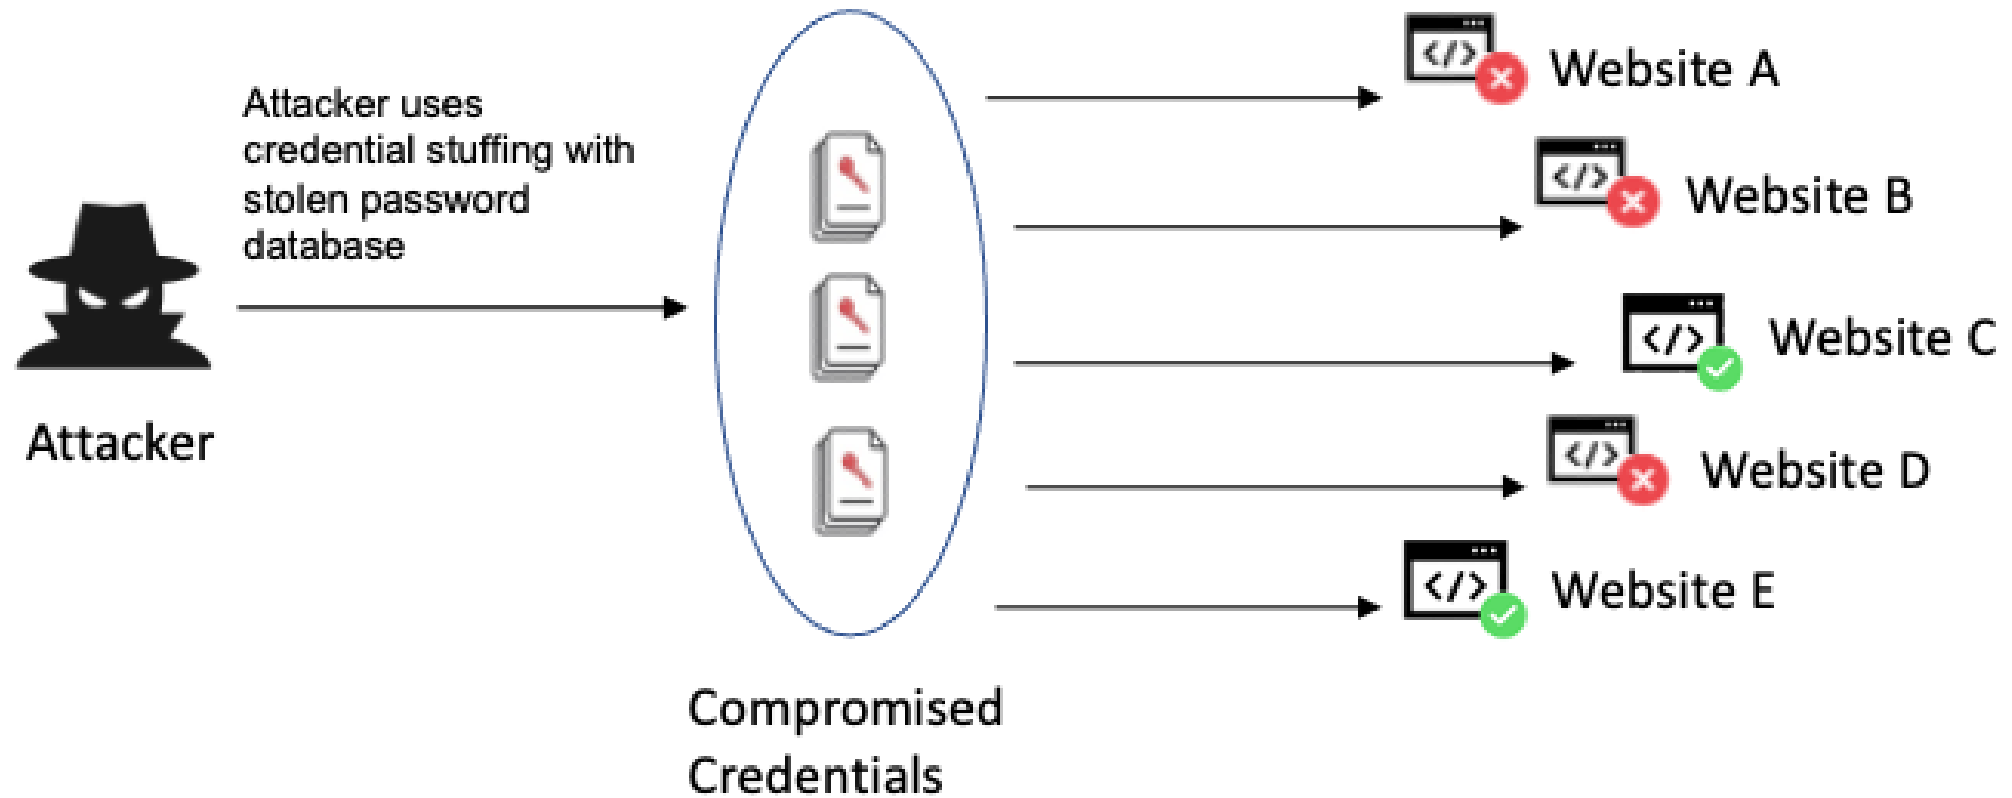 Attacker uses
credential stuffing with
stolen password
database
Attacker
Compromised
Credentials
</> Website A
</> Website B
</> Website C
</> Website D
</> Website E